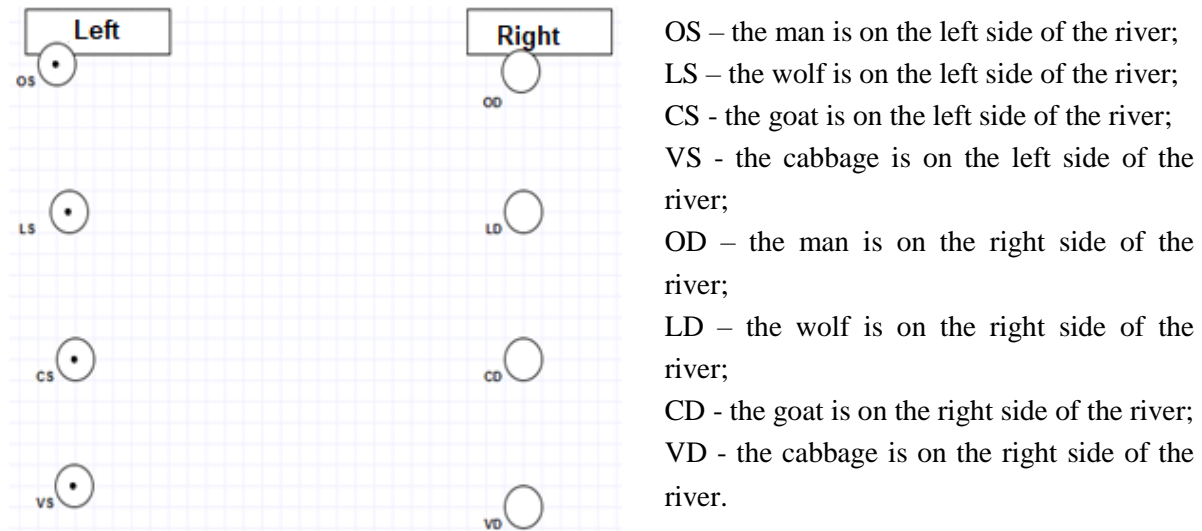 Left
Right
OS
OD
LS
LD
CS
CD
VS
VD
OS – the man is on the left side of the river;
LS – the wolf is on the left side of the river;
CS - the goat is on the left side of the river;
VS - the cabbage is on the left side of the
river;
OD – the man is on the right side of the
river;
LD – the wolf is on the right side of the
river;
CD - the goat is on the right side of the river;
VD - the cabbage is on the right side of the
river.